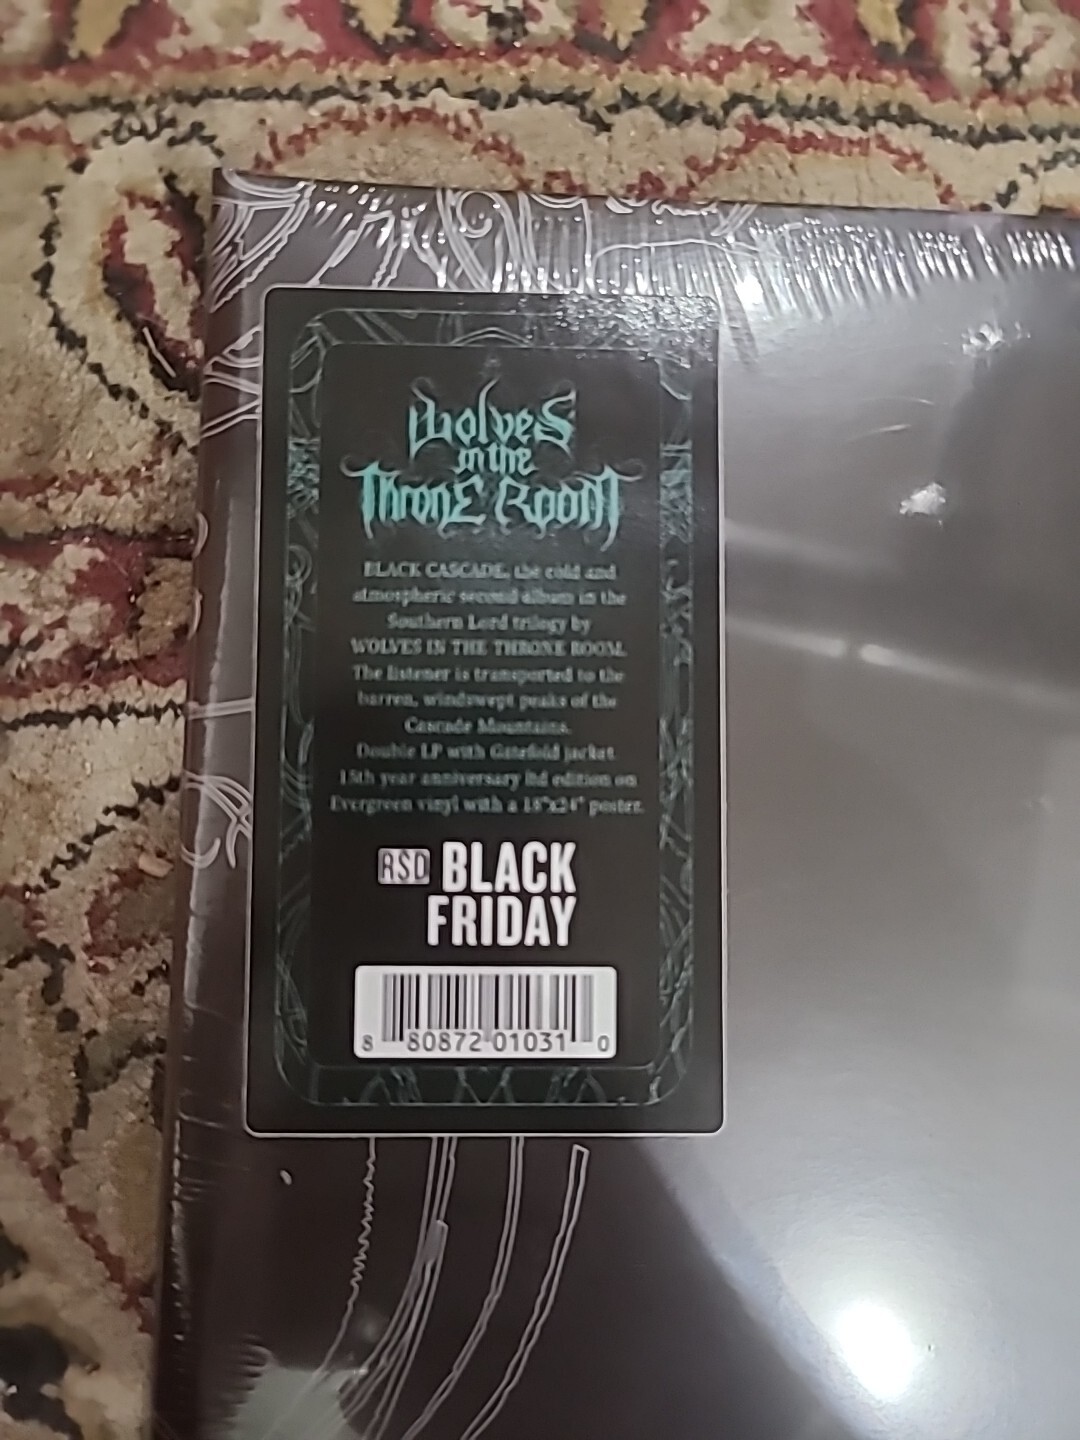 Wolves
in the
Throne Room
BLACK CASCADE, the cold and
atmospheric second album in the
Southern Lord trilogy by
WOLVES IN THE THRONE ROOM.
The listener is transported to the
barren, windswept peaks of the
Cascade Mountains.
Double LP with Gatefold jacket.
15th year anniversary ltd edition on
Evergreen vinyl with a 18"x24" poster.
RSD BLACK
FRIDAY
8 80872 01031 0